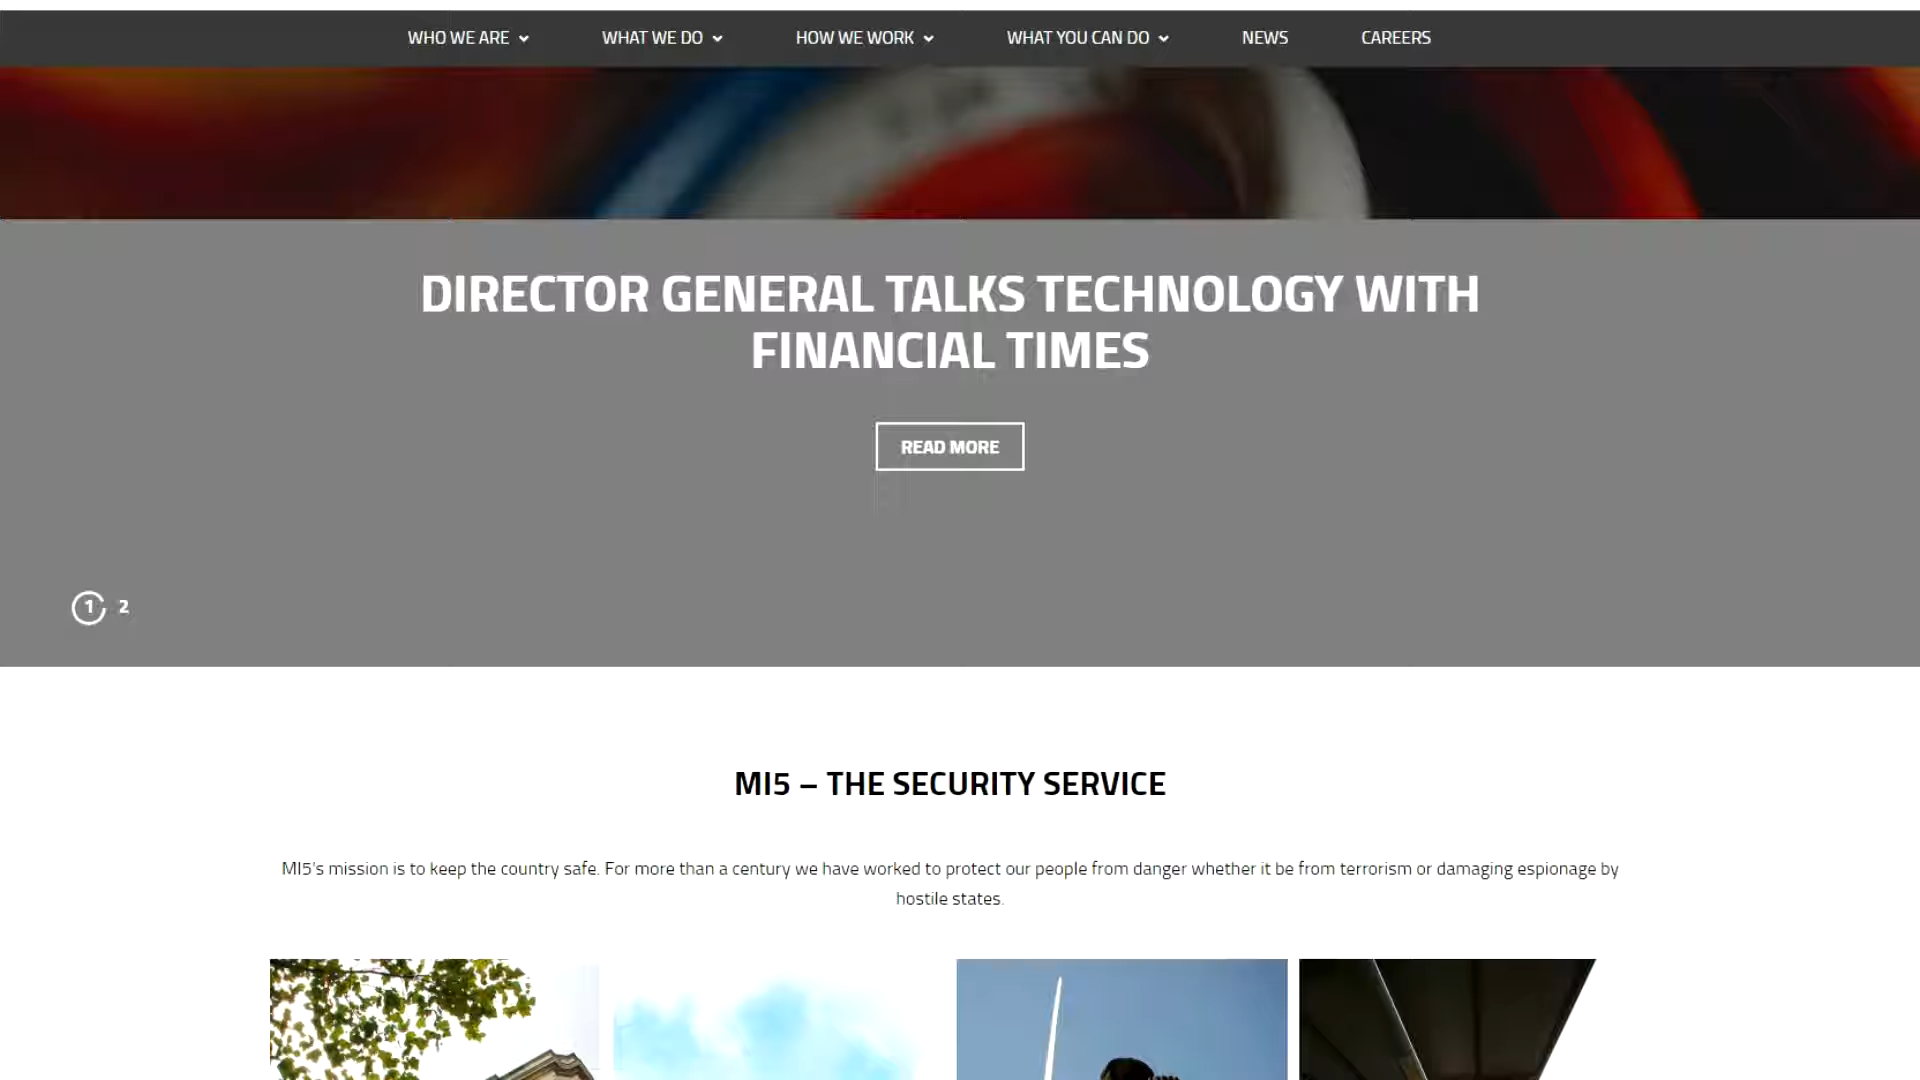 WHO WE ARE WHAT WE DO HOW WE WORK WHAT YOU CAN DO NEWS CAREERS
DIRECTOR GENERAL TALKS TECHNOLOGY WITH
FINANCIAL TIMES
READ MORE
1 2
MI5 – THE SECURITY SERVICE
MI5's mission is to keep the country safe. For more than a century we have worked to protect our people from danger whether it be from terrorism or damaging espionage by
hostile states.